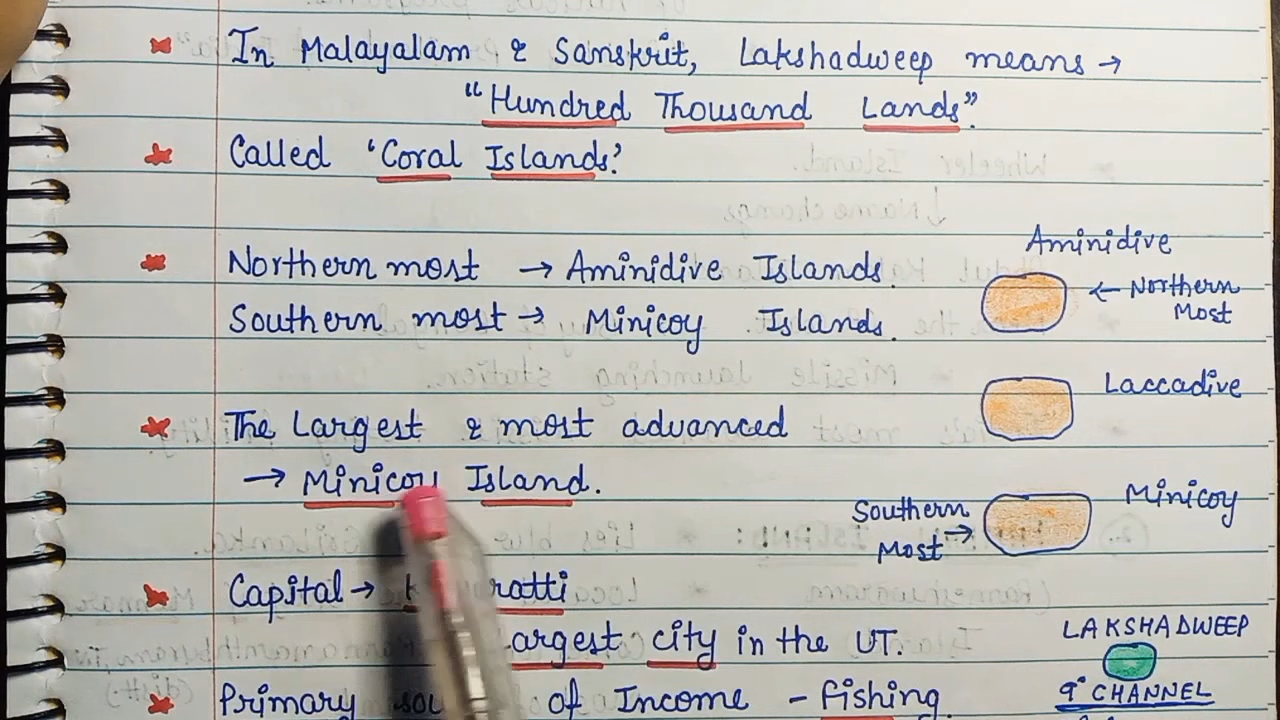 In Malayalam & Sanskrit, Lakshadweep means →
"Hundred Thousand Lands".
Called 'Coral Islands'.
Northern most → Aminidive Islands.
Southern most → Minicoy Islands.
The Largest & most advanced
→ Minicoy Island.
Capital → ratti
largest city in the UT.
Primary of Income - fishing
Aminidive
← Northern
Most
Laccadive
Minicoy
Southern
Most →
LAKSHADWEEP
9° CHANNEL